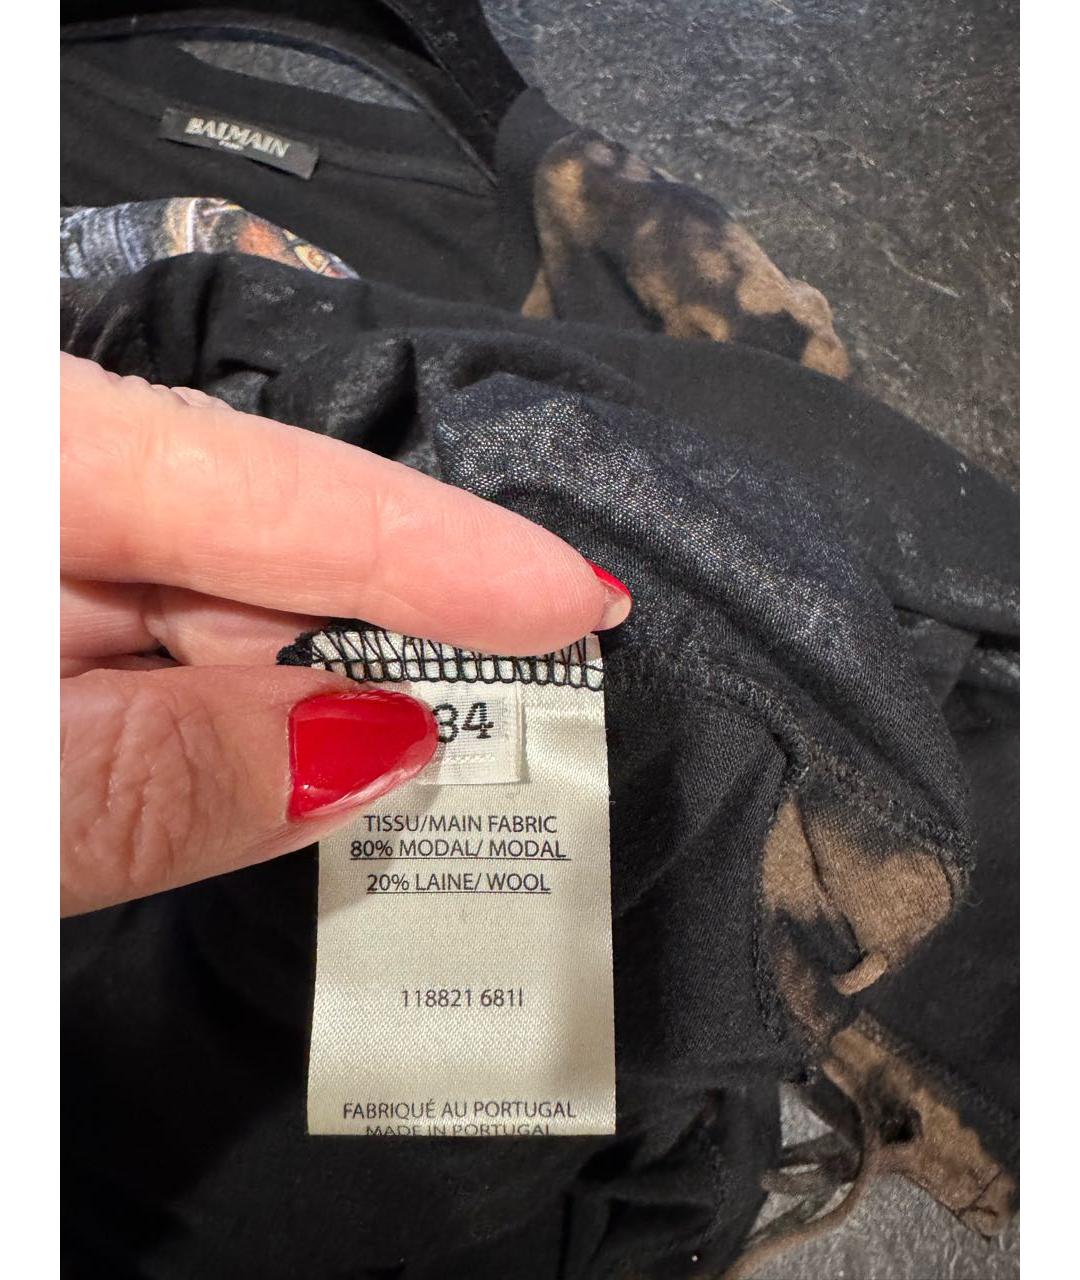 BALMAIN
34
TISSU/MAIN FABRIC
80% MODAL/ MODAL
20% LAINE/ WOOL
118821 681I
FABRIQUÉ AU PORTUGAL
MADE IN PORTUGAL